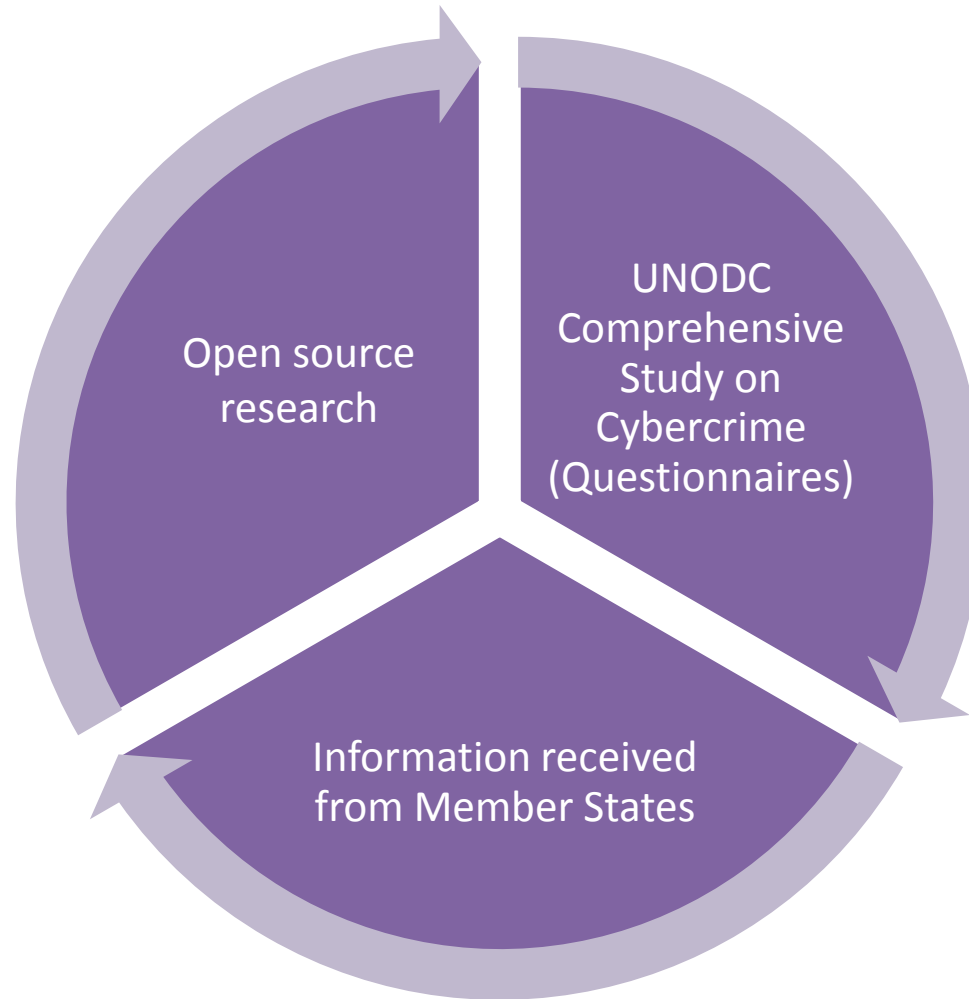 Open source
research
UNODC
Comprehensive
Study on
Cybercrime
(Questionnaires)
Information received
from Member States